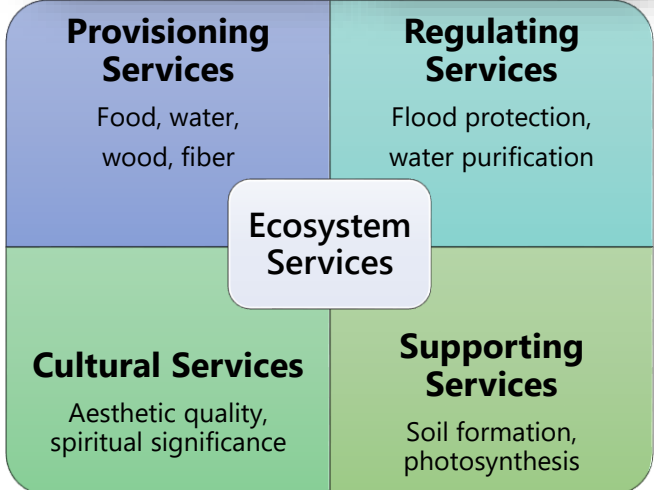 Provisioning
Services
Food, water,
wood, fiber
Regulating
Services
Flood protection,
water purification
Ecosystem
Services
Cultural Services
Aesthetic quality,
spiritual significance
Supporting
Services
Soil formation,
photosynthesis